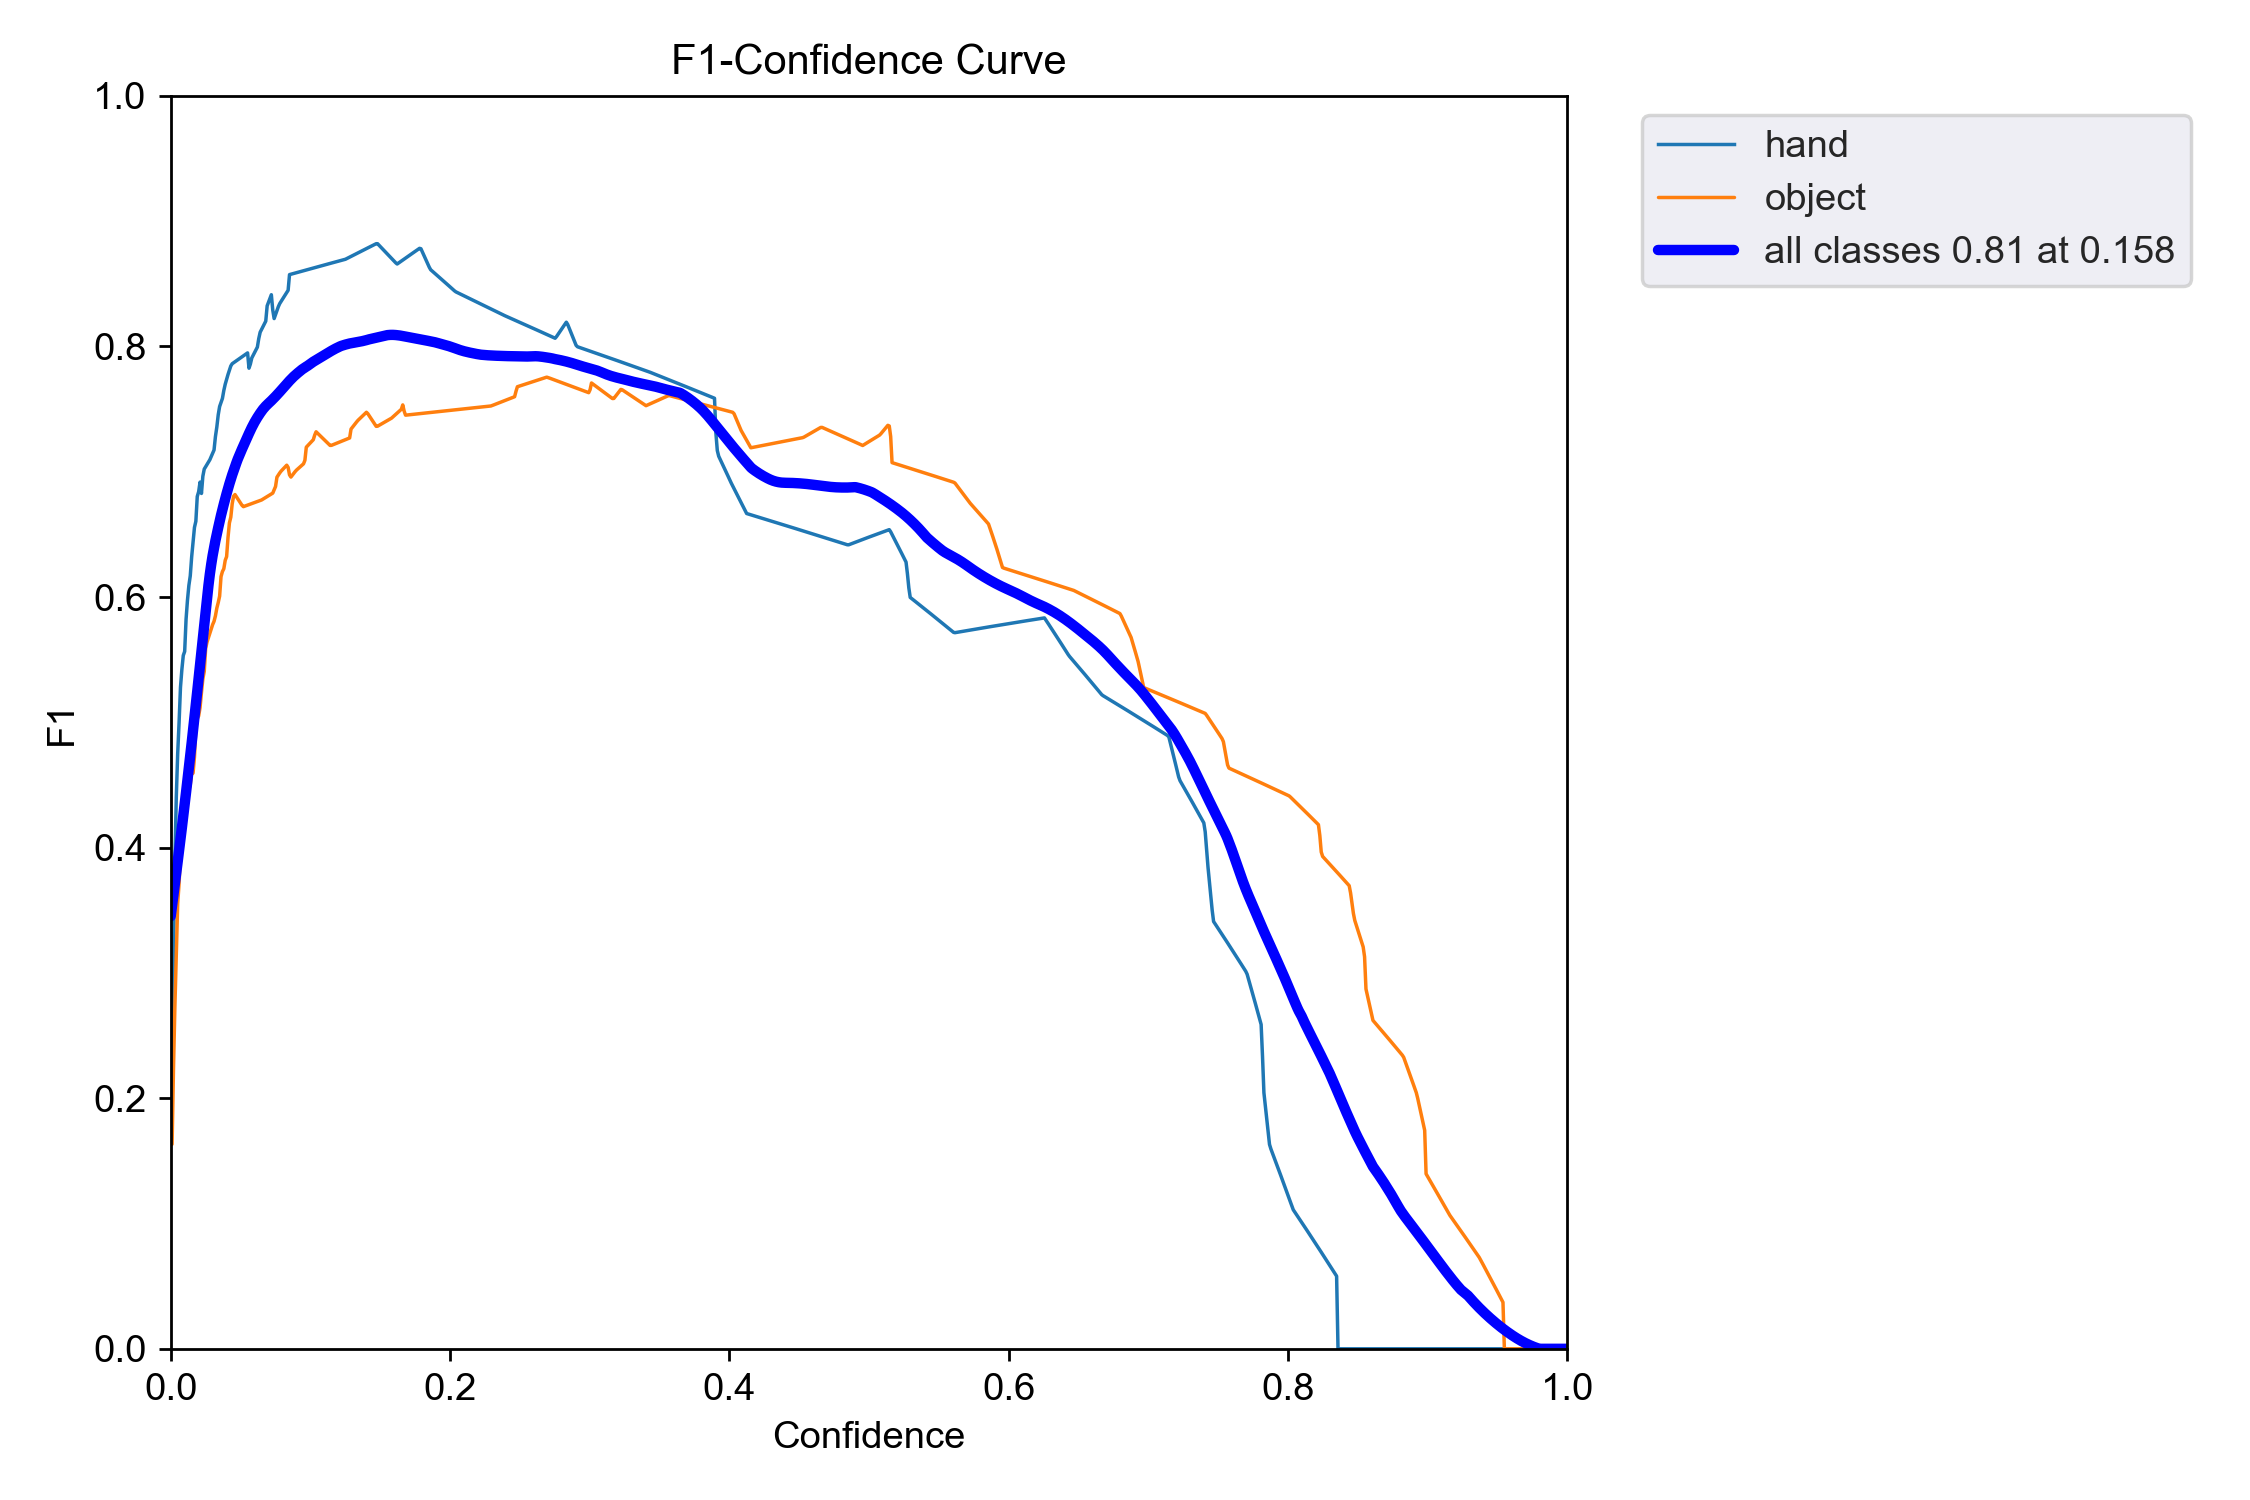 F1-Confidence Curve
1.0
0.8
0.6
0.4
0.2
0.0
F1
0.0 0.2 0.4 0.6 0.8 1.0
Confidence
hand
object
all classes 0.81 at 0.158